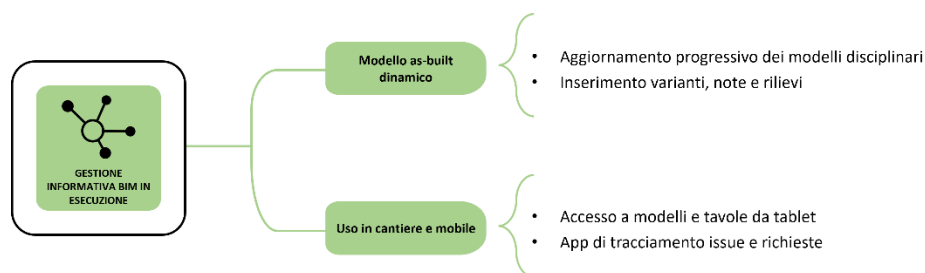 GESTIONE
INFORMATIVA BIM IN
ESECUZIONE
Modello as-built
dinamico
• Aggiornamento progressivo dei modelli disciplinari
• Inserimento varianti, note e rilievi
Uso in cantiere e mobile
• Accesso a modelli e tavole da tablet
• App di tracciamento issue e richieste